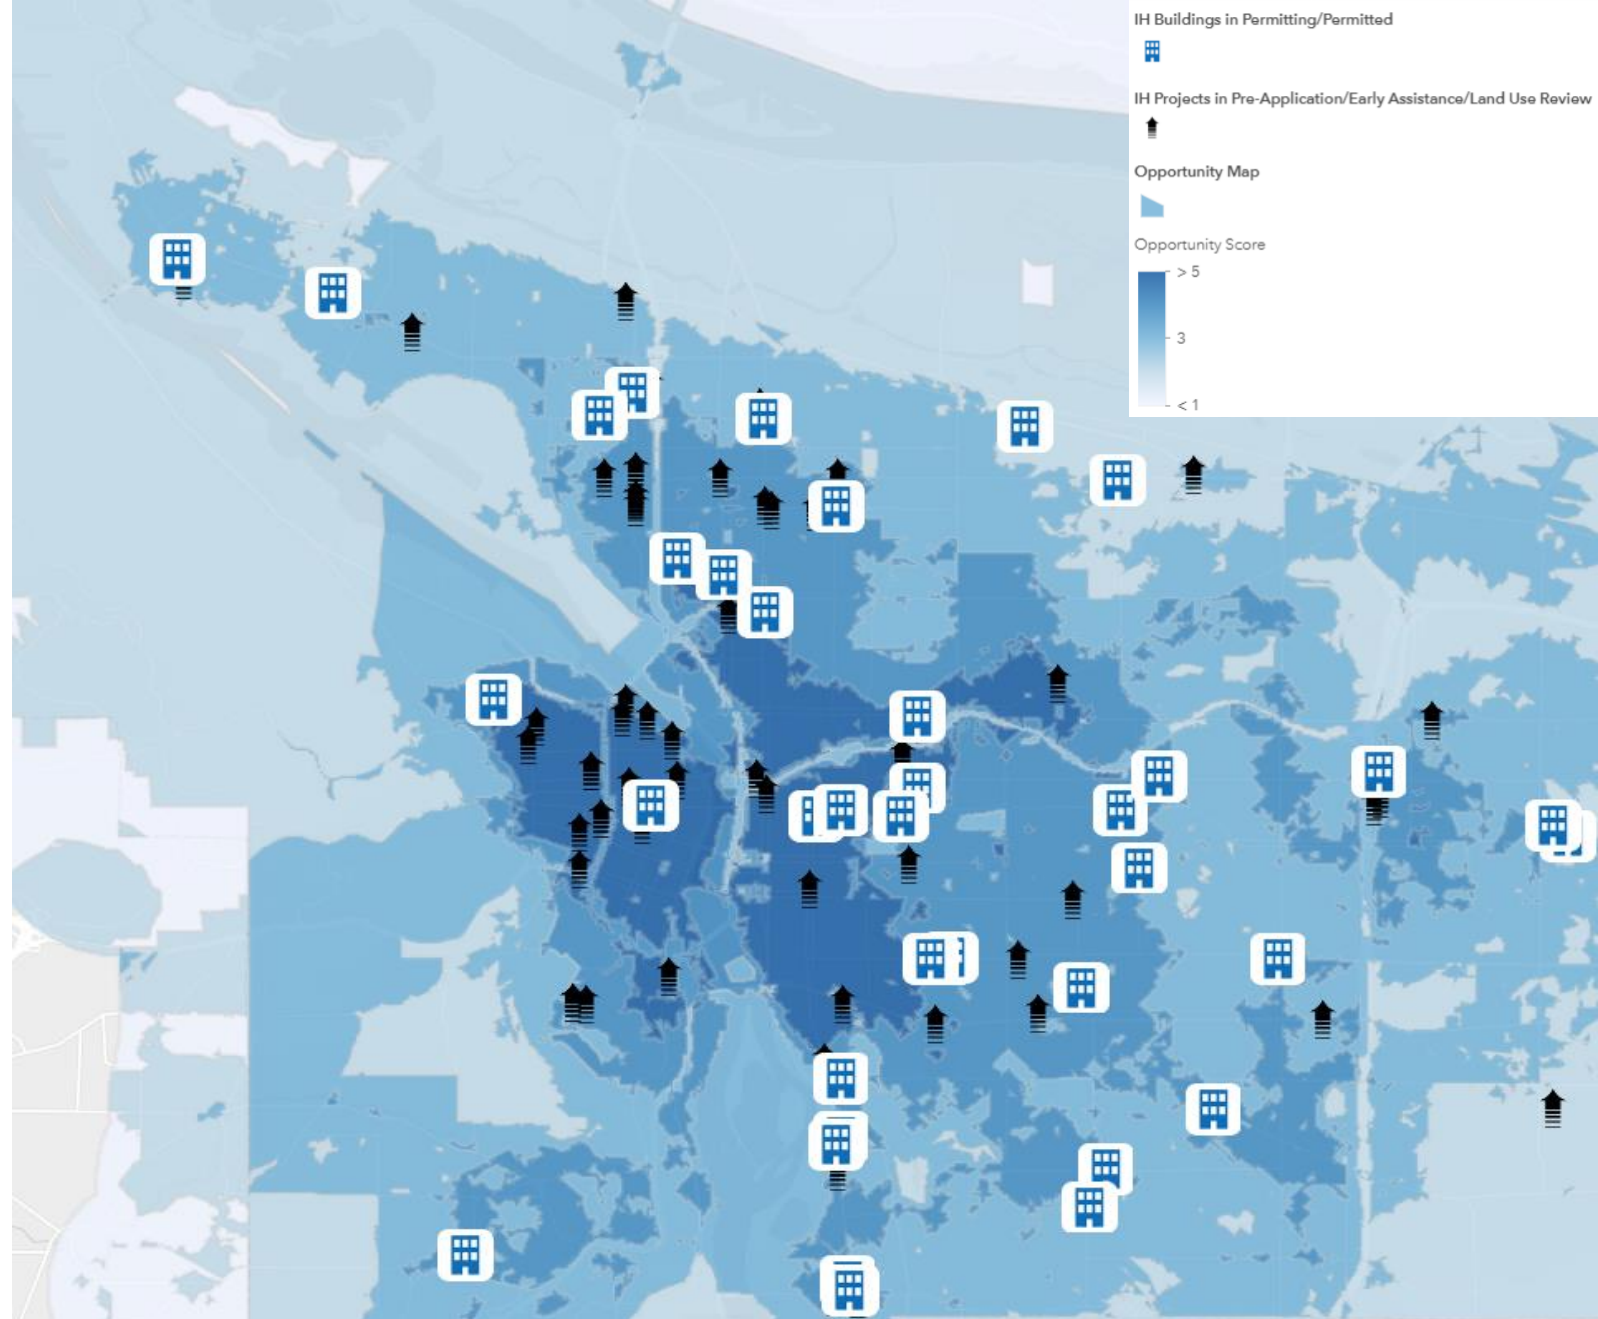 IH Buildings in Permitting/Permitted
IH Projects in Pre-Application/Early Assistance/Land Use Review
Opportunity Map
Opportunity Score
> 5
3
< 1